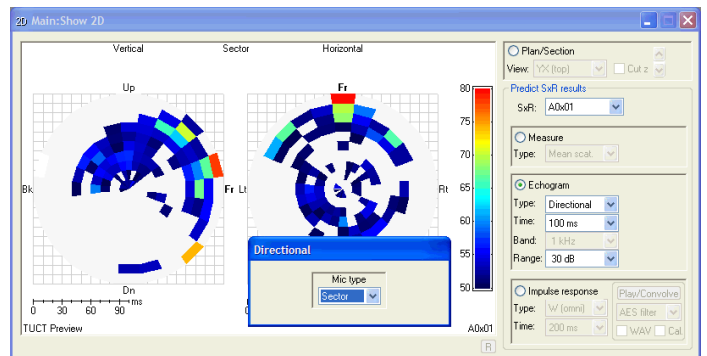 2D Main:Show 2D
Vertical Sector Horizontal
Up
Bk
Fr
Dn
0 30 60 90 ms
TUCT Preview
Fr
Lt
Rt
0
A0x01
80
75
70
65
60
55
50
Directional
Mic type
Sector
Plan/Section
View: YX (top) Cut z
Predict SxR results
SxR: A0x01
Measure
Type: Mean scat.
Echogram
Type: Directional
Time: 100 ms
Band: 1 kHz
Range: 30 dB
Impulse response Play/Convolve
Type: W (omni) AES filter
Time: 200 ms WAV Cal.
R